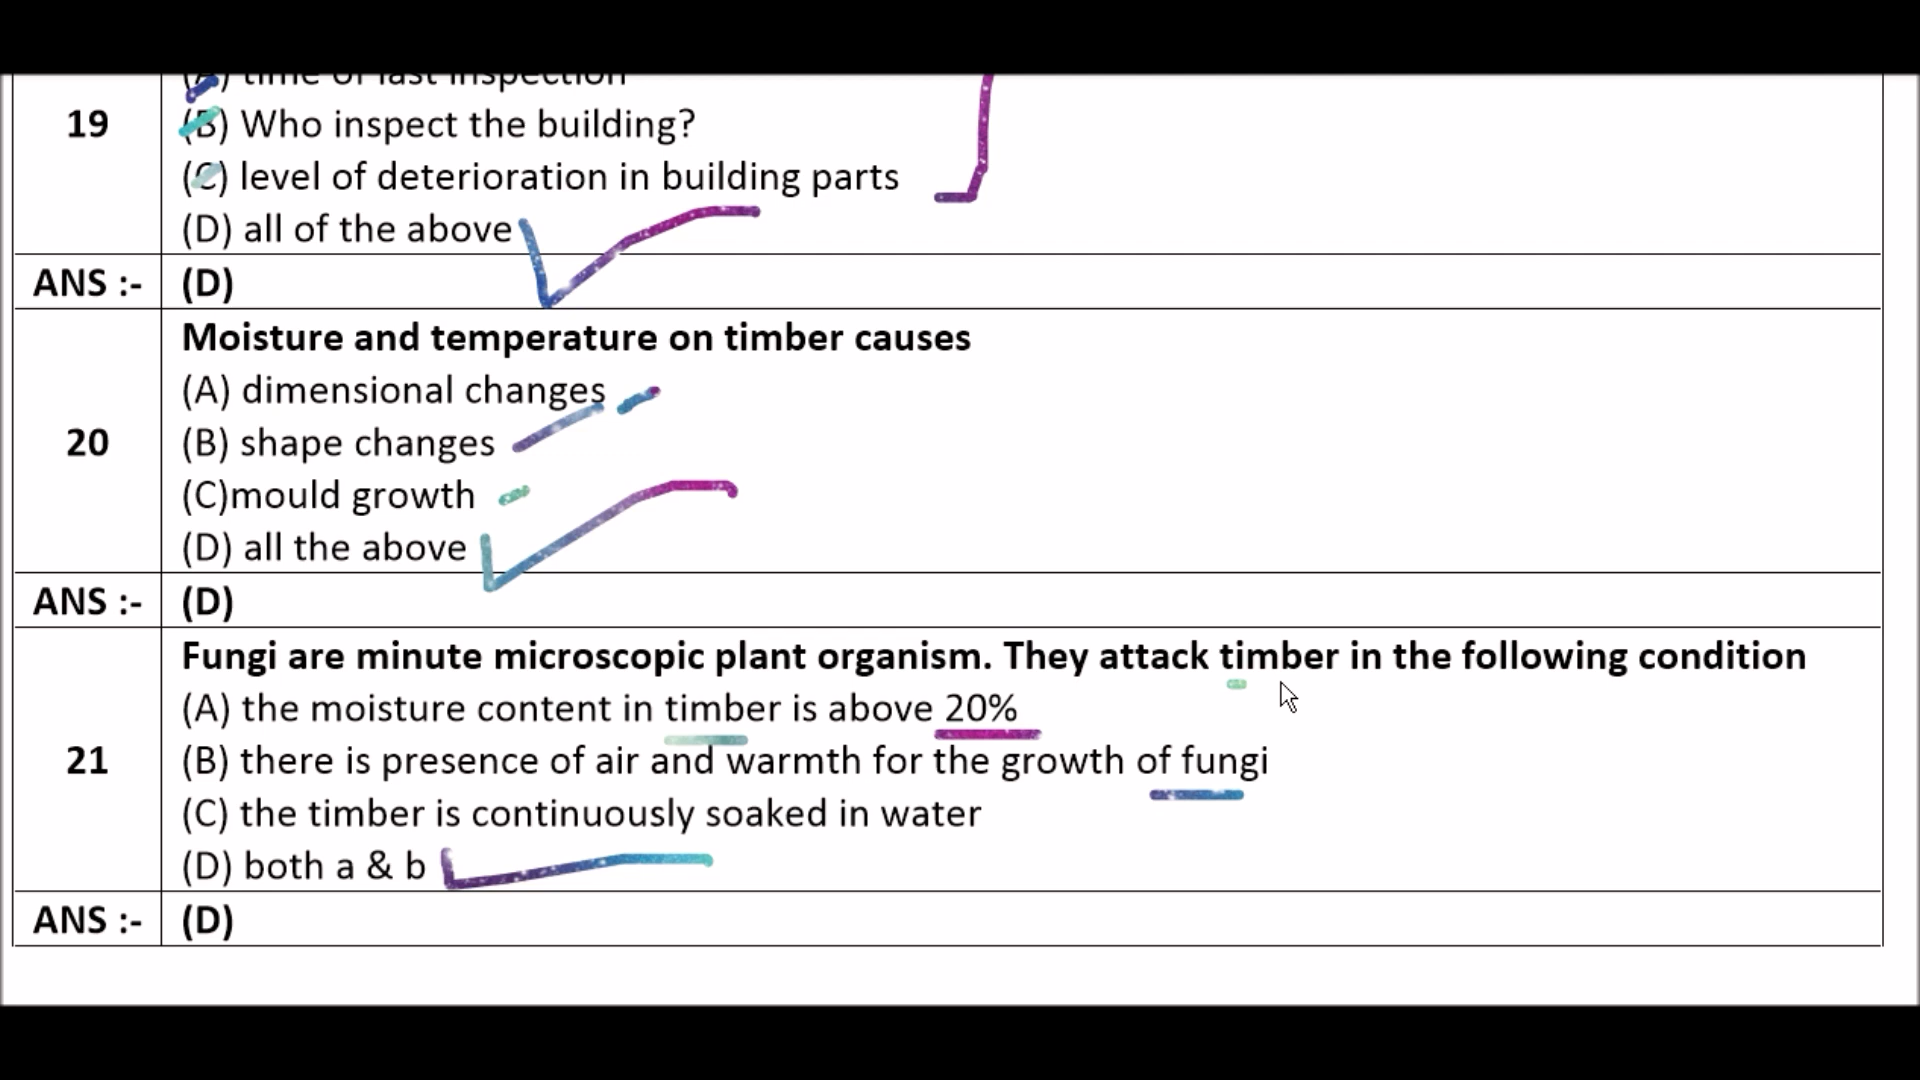 (A) time of last inspection
19
(B) Who inspect the building?
(C) level of deterioration in building parts
(D) all of the above
ANS :- (D)
Moisture and temperature on timber causes
(A) dimensional changes
20
(B) shape changes
(C)mould growth
(D) all the above
ANS :- (D)
Fungi are minute microscopic plant organism. They attack timber in the following condition
(A) the moisture content in timber is above 20%
21
(B) there is presence of air and warmth for the growth of fungi
(C) the timber is continuously soaked in water
(D) both a & b
ANS :- (D)